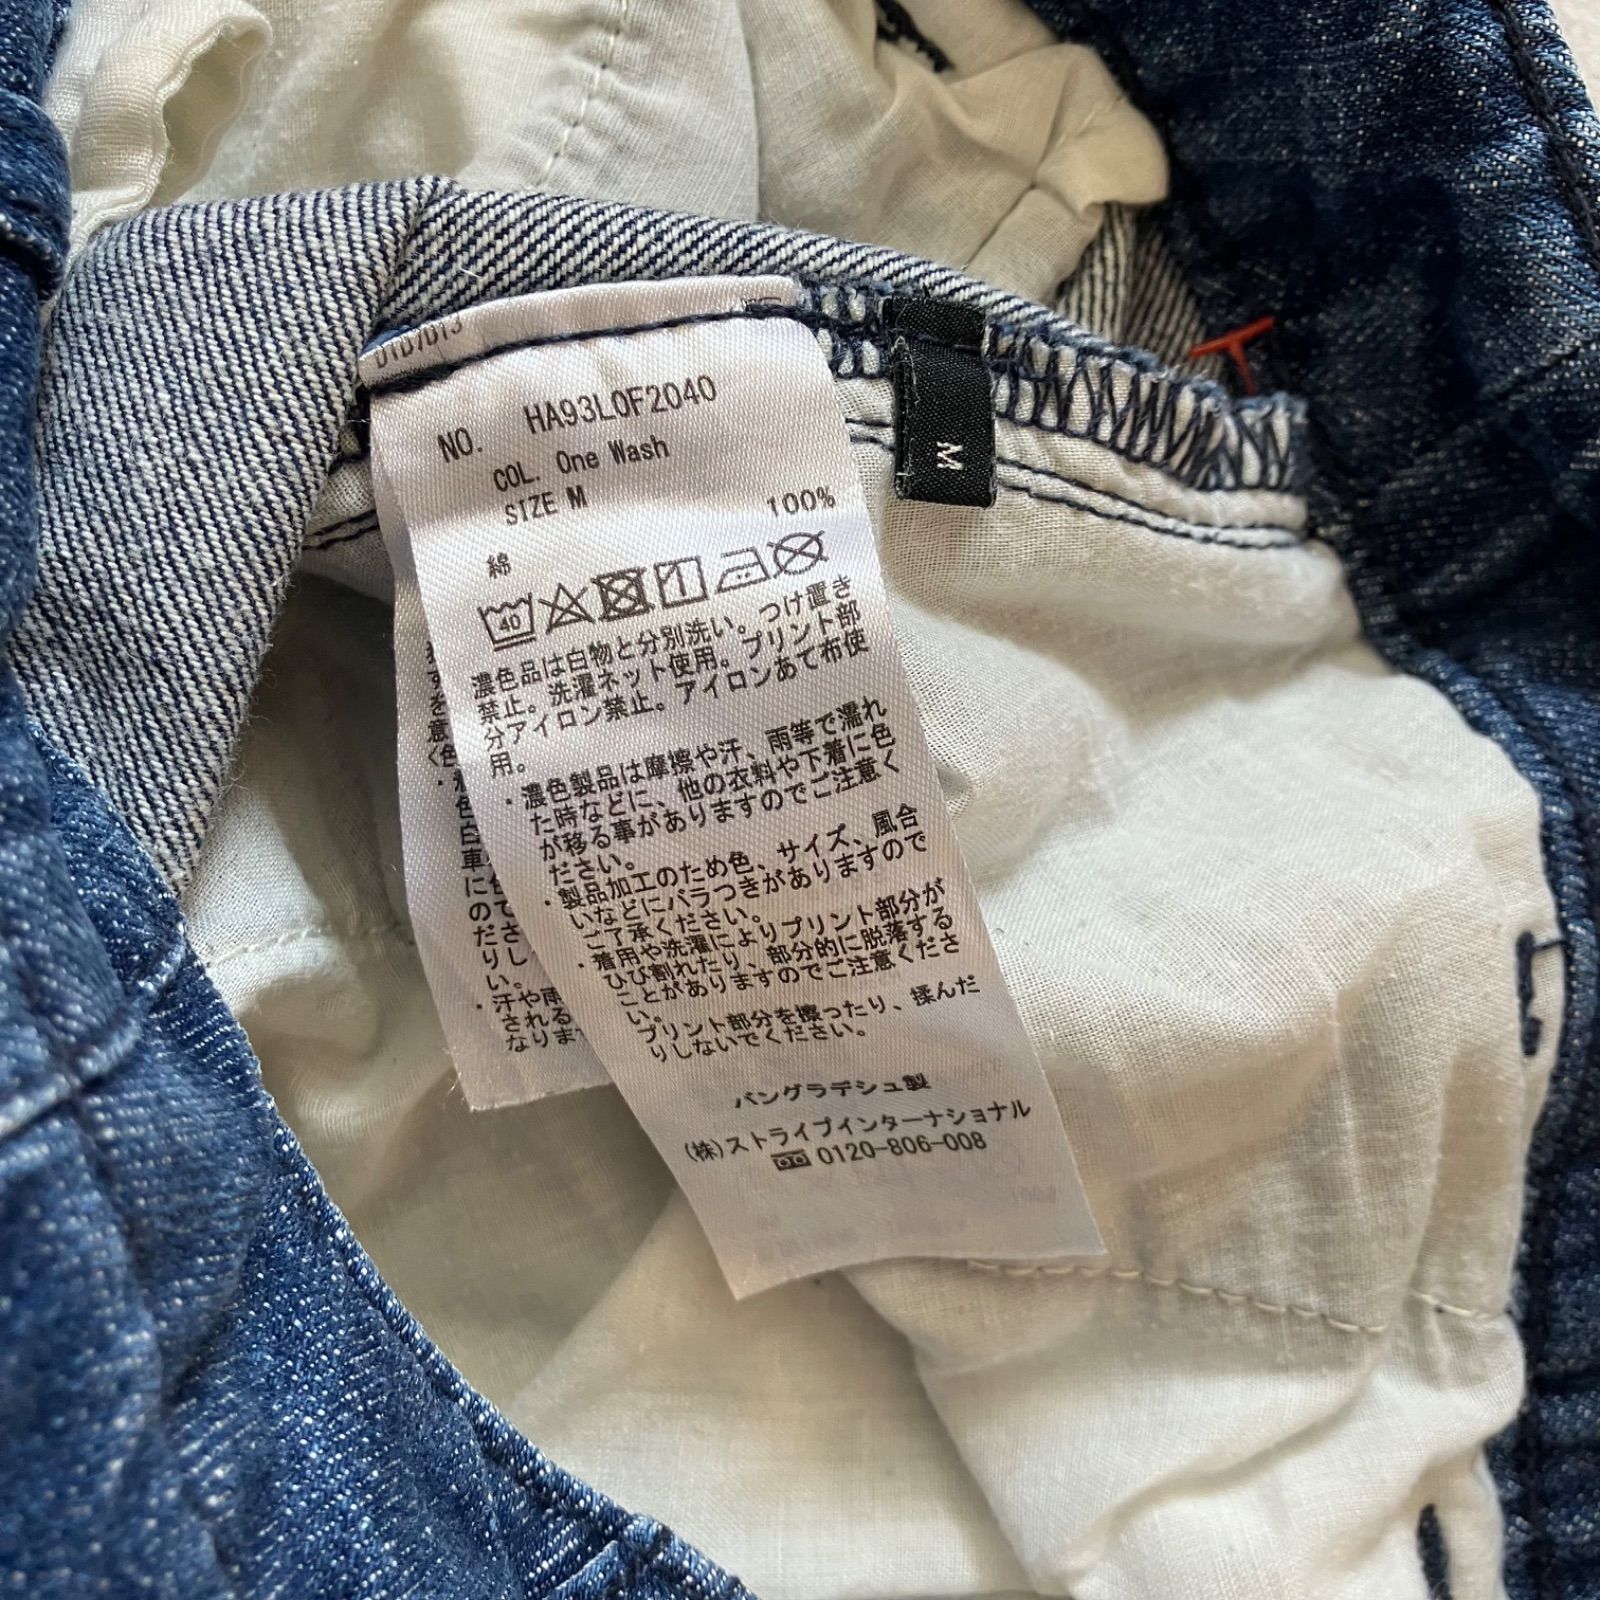 NO. HA93L0F2040
COL. One Wash
SIZE M
綿 100%
40
濃色品は白物と分別洗い。つけ置き
禁止。洗濯ネット使用。プリント部
分アイロン禁止。アイロンあて布使
用。
・濃色製品は摩擦や汗、雨等で濡れ
た時などに、他の衣料や下着に色
が移る事がありますのでご注意く
ださい。
・製品加工のため色、サイズ、風合
いなどにバラつきがありますので
ご了承ください。
・着用や洗濯によりプリント部分が
ひび割れたり、部分的に脱落する
ことがありますのでご注意くださ
い。
プリント部分を擦ったり、揉んだ
りしないでください。
バングラデシュ製
(株)ストライプインターナショナル
0120-806-008
M
・汗や雨
される
なりま